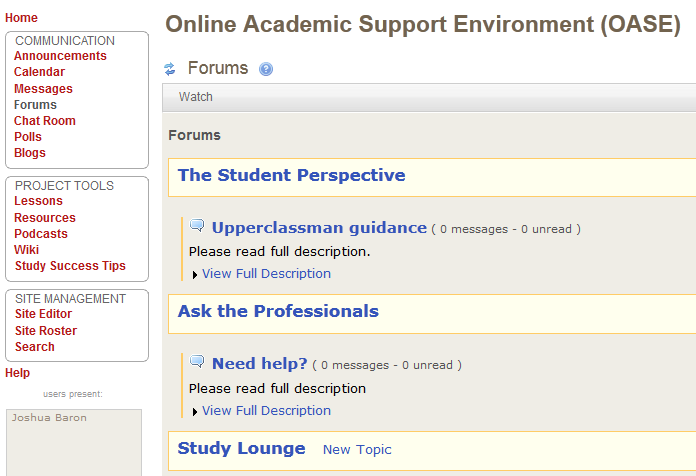 Home
COMMUNICATION
Announcements
Calendar
Messages
Forums
Chat Room
Polls
Blogs
PROJECT TOOLS
Lessons
Resources
Podcasts
Wiki
Study Success Tips
SITE MANAGEMENT
Site Editor
Site Roster
Search
Help
users present:
Joshua Baron
Online Academic Support Environment (OASE)
Forums ?
Watch
Forums
The Student Perspective
Upperclassman guidance ( 0 messages - 0 unread )
Please read full description.
View Full Description
Ask the Professionals
Need help? ( 0 messages - 0 unread )
Please read full description
View Full Description
Study Lounge New Topic